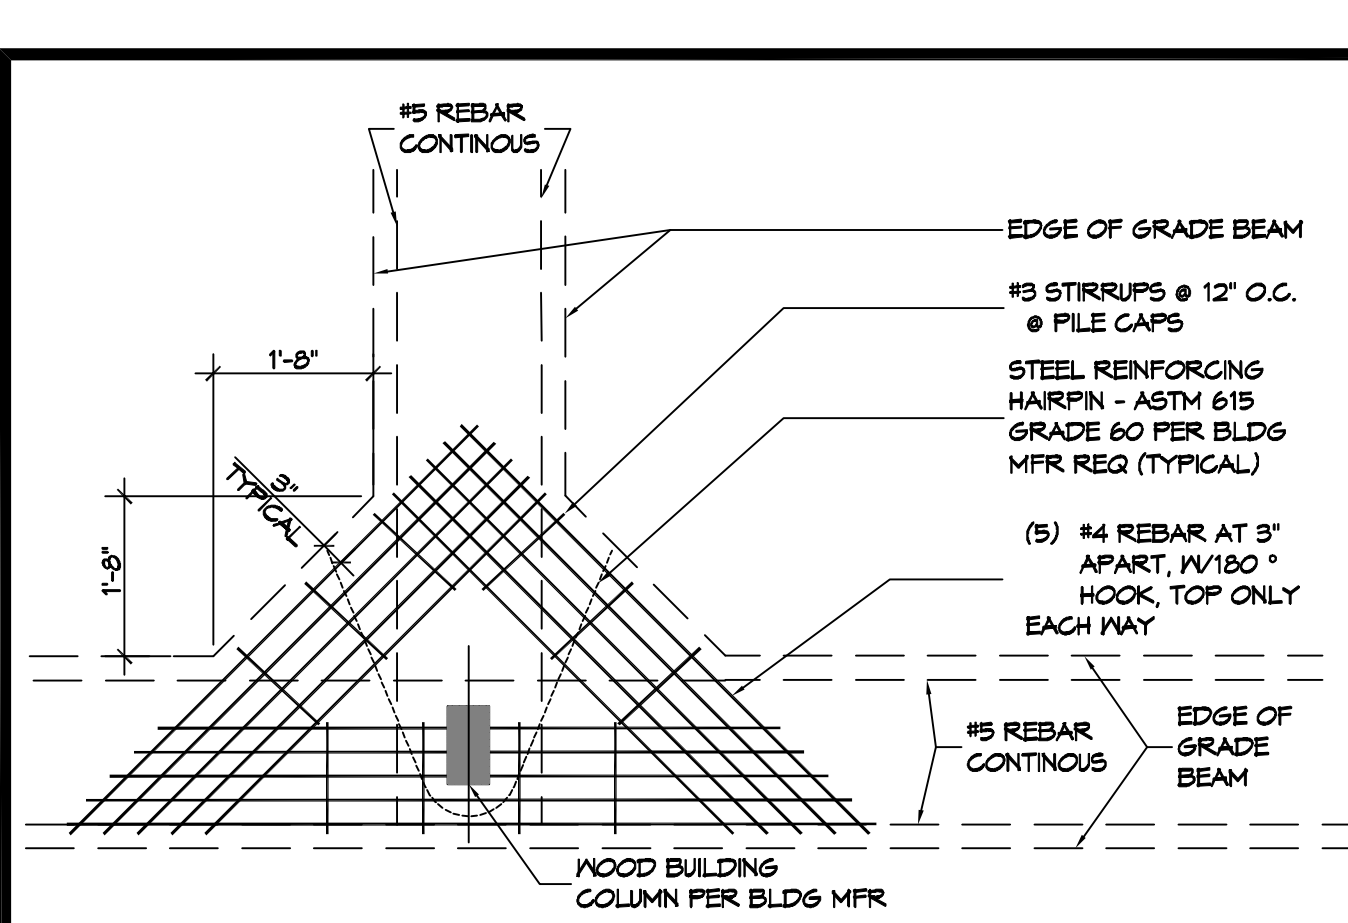 #5 REBAR
CONTINOUS
EDGE OF GRADE BEAM
#3 STIRRUPS @ 12" O.C.
@ PILE CAPS
1'-8"
STEEL REINFORCING
HAIRPIN - ASTM 615
GRADE 60 PER BLDG
MFR REQ (TYPICAL)
3"
TYPICAL
1'-8"
(5) #4 REBAR AT 3"
APART, W/180 °
HOOK, TOP ONLY
EACH WAY
#5 REBAR
CONTINOUS
EDGE OF
GRADE
BEAM
WOOD BUILDING
COLUMN PER BLDG MFR